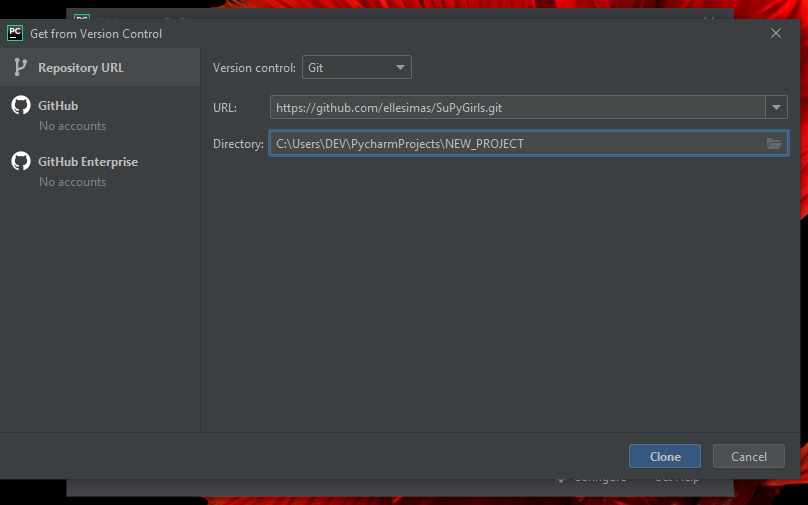 PC Get from Version Control
Repository URL
Version control: Git
GitHub
No accounts
URL: https://github.com/ellesimas/SuPyGirls.git
Directory: C:\Users\DEV\PycharmProjects\NEW_PROJECT
GitHub Enterprise
No accounts
Clone Cancel